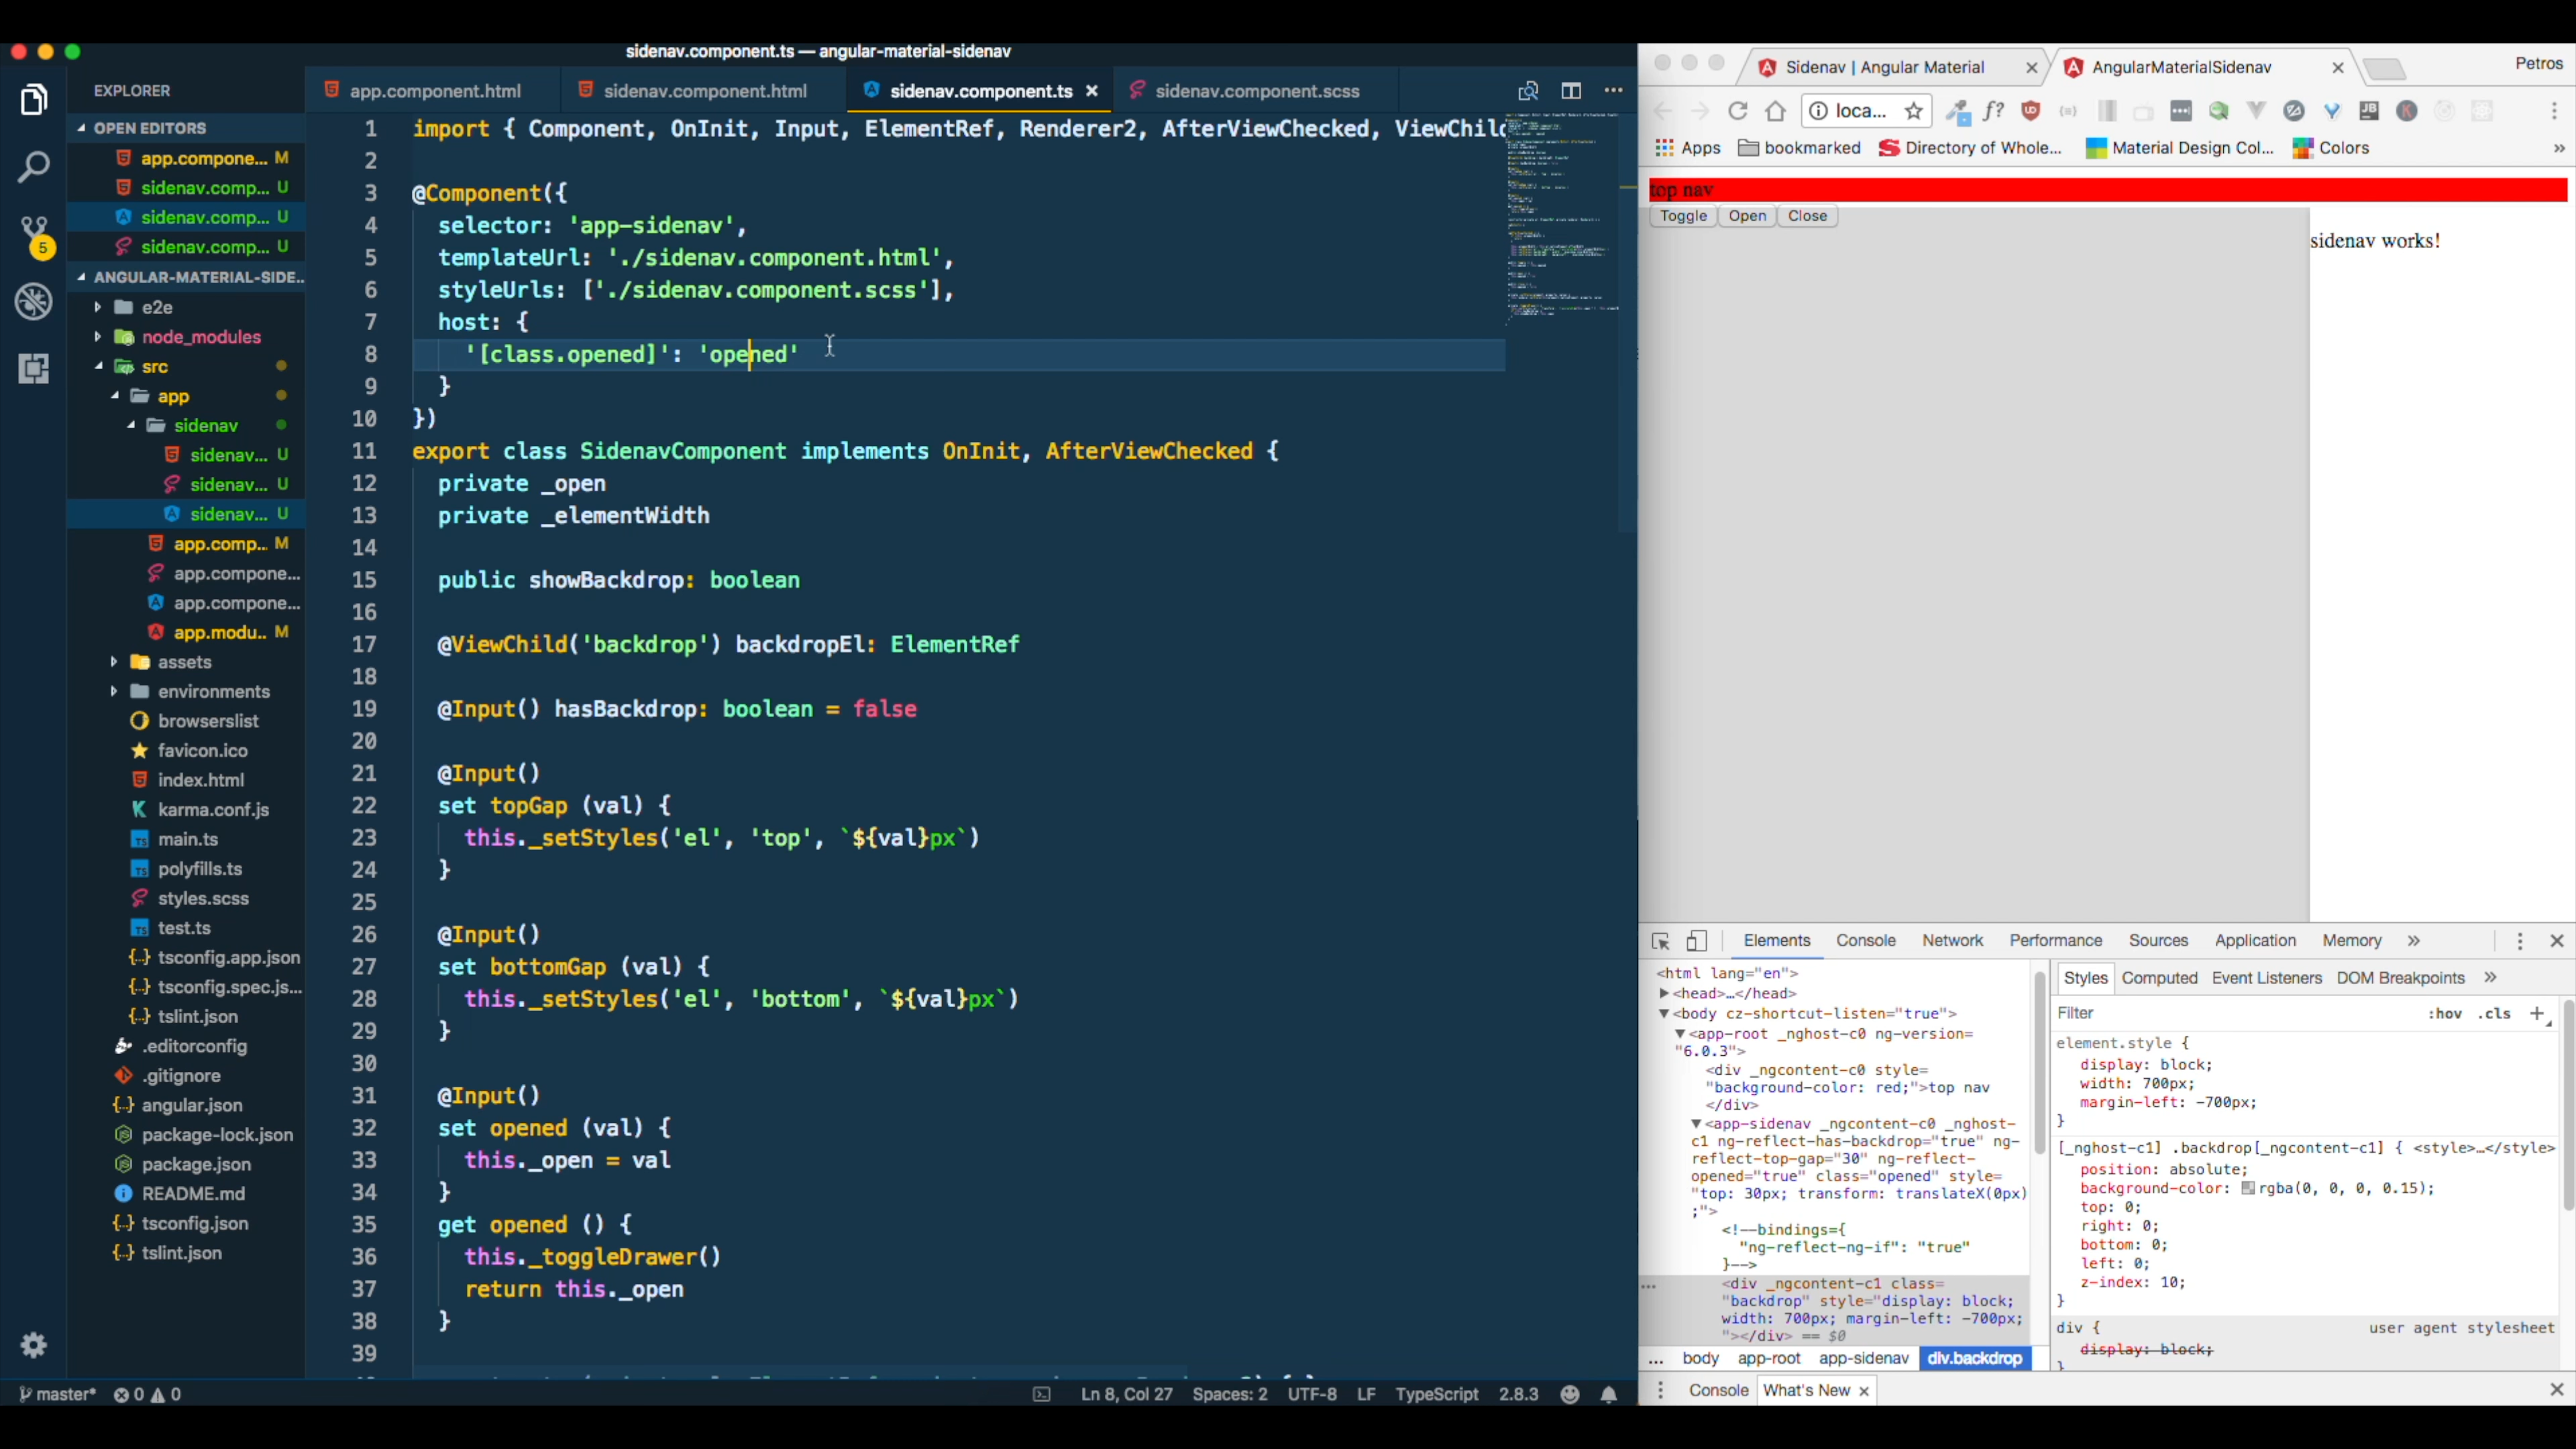 sidenav.component.ts — angular-material-sidenav
EXPLORER
OPEN EDITORS
app.compone... M
sidenav.comp... U
sidenav.comp... U
sidenav.comp... U
5
ANGULAR-MATERIAL-SIDE...
e2e
node_modules
src
app
sidenav
sidenav... U
sidenav... U
sidenav... U
app.comp... M
app.compone...
app.compone...
app.modu.. M
assets
environments
browserslist
favicon.ico
index.html
karma.conf.js
main.ts
polyfills.ts
styles.scss
test.ts
tsconfig.app.json
tsconfig.spec.js...
tslint.json
.editorconfig
.gitignore
angular.json
package-lock.json
package.json
README.md
tsconfig.json
tslint.json
app.component.html
sidenav.component.html
sidenav.component.ts
sidenav.component.scss
1 import { Component, OnInit, Input, ElementRef, Renderer2, AfterViewChecked, ViewChild
2
3 @Component({
4 selector: 'app-sidenav',
5 templateUrl: './sidenav.component.html',
6 styleUrls: ['./sidenav.component.scss'],
7 host: {
8 '[class.opened]': 'opened'
9 }
10 })
11 export class SidenavComponent implements OnInit, AfterViewChecked {
12 private _open
13 private _elementWidth
14
15 public showBackdrop: boolean
16
17 @ViewChild('backdrop') backdropEl: ElementRef
18
19 @Input() hasBackdrop: boolean = false
20
21 @Input()
22 set topGap (val) {
23 this._setStyles('el', 'top', `${val}px`)
24 }
25
26 @Input()
27 set bottomGap (val) {
28 this._setStyles('el', 'bottom', `${val}px`)
29 }
30
31 @Input()
32 set opened (val) {
33 this._open = val
34 }
35 get opened () {
36 this._toggleDrawer()
37 return this._open
38 }
39
master* 0 0
Ln 8, Col 27 Spaces: 2 UTF-8 LF TypeScript 2.8.3
Sidenav | Angular Material
AngularMaterialSidenav
Petros
loca...
f?
Apps bookmarked Directory of Whole... Material Design Col... Colors »
top nav
Toggle Open Close
sidenav works!
Elements Console Network Performance Sources Application Memory »
<html lang="en">
<head>…</head>
<body cz-shortcut-listen="true">
<app-root _nghost-c0 ng-version=
"6.0.3">
<div _ngcontent-c0 style=
"background-color: red;">top nav
</div>
<app-sidenav _ngcontent-c0 _nghost-
c1 ng-reflect-has-backdrop="true" ng-
reflect-top-gap="30" ng-reflect-
opened="true" class="opened" style=
"top: 30px; transform: translateX(0px)
;">
<!--bindings={
"ng-reflect-ng-if": "true"
}-->
<div _ngcontent-c1 class=
"backdrop" style="display: block;
width: 700px; margin-left: -700px;
"></div> == $0
... body app-root app-sidenav div.backdrop
Styles Computed Event Listeners DOM Breakpoints »
Filter :hov .cls +
element.style {
display: block;
width: 700px;
margin-left: -700px;
}
[_nghost-c1] .backdrop[_ngcontent-c1] { <style>…</style>
position: absolute;
background-color: rgba(0, 0, 0, 0.15);
top: 0;
right: 0;
bottom: 0;
left: 0;
z-index: 10;
}
div { user agent stylesheet
display: block;
}
Console What's New